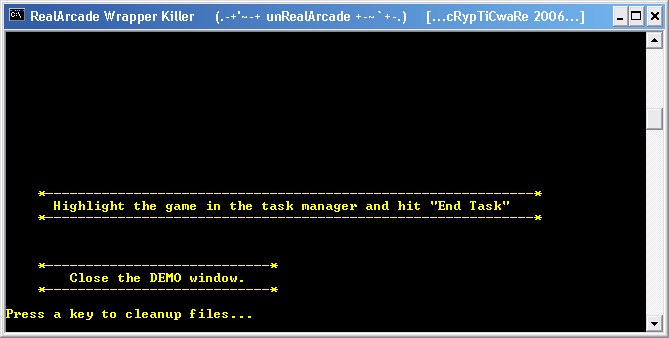 RealArcade Wrapper Killer (.-+'~-+ unRealArcade +-~`+-.) [...cRypTiCwaRe 2006...]
*-------------------------------------------------------------*
Highlight the game in the task manager and hit "End Task"
*-------------------------------------------------------------*
*----------------------------*
Close the DEMO window.
*----------------------------*
Press a key to cleanup files...